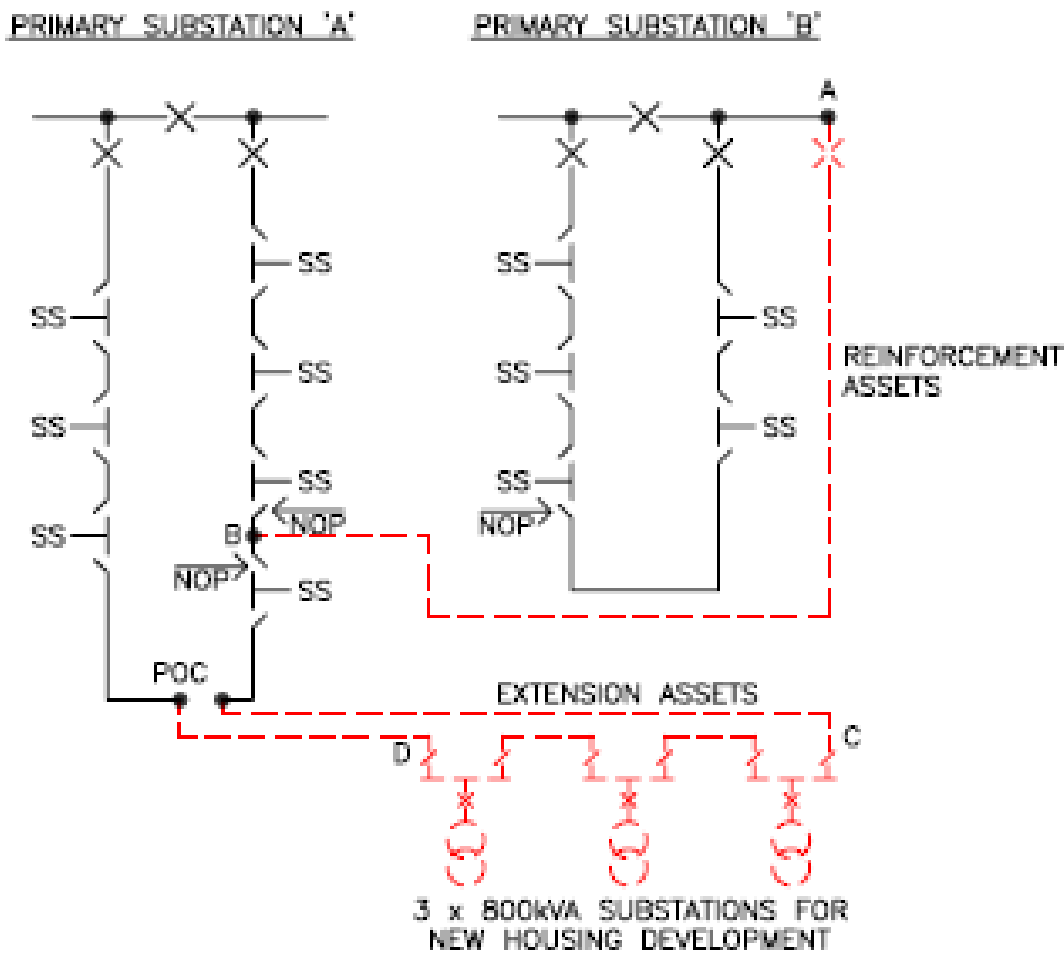 PRIMARY SUBSTATION 'A'
PRIMARY SUBSTATION 'B'
A
SS
SS
SS
SS
SS
SS
SS
REINFORCEMENT
ASSETS
SS
SS
SS
SS
SS
NOP
NOP
B
NOP
SS
POC
EXTENSION ASSETS
D
C
3 x 800kVA SUBSTATIONS FOR
NEW HOUSING DEVELOPMENT